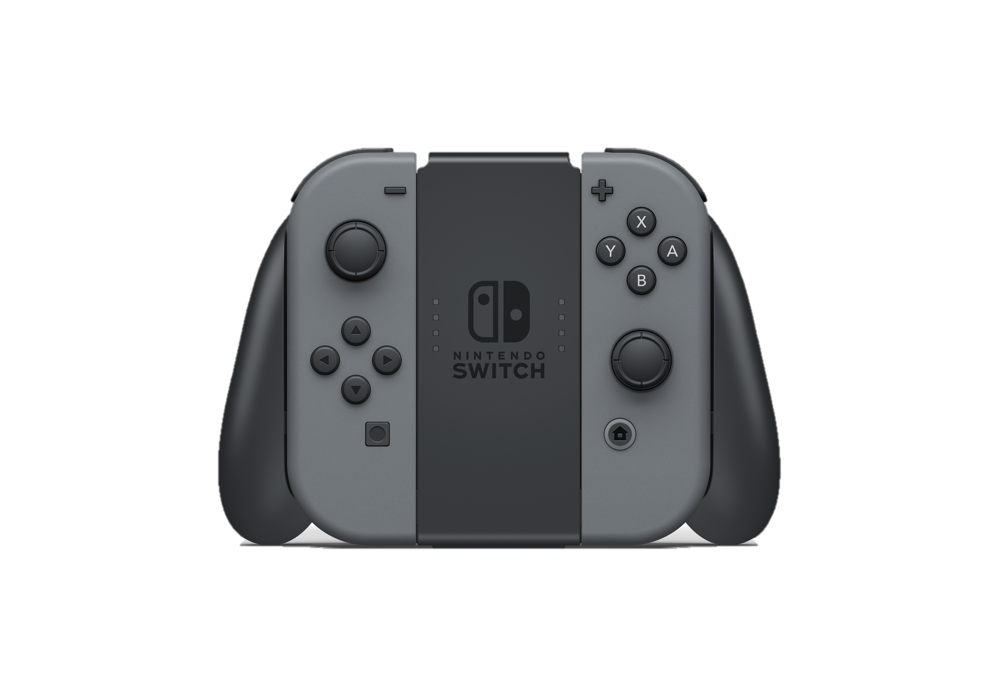 X
Y A
B
NINTENDO
SWITCH